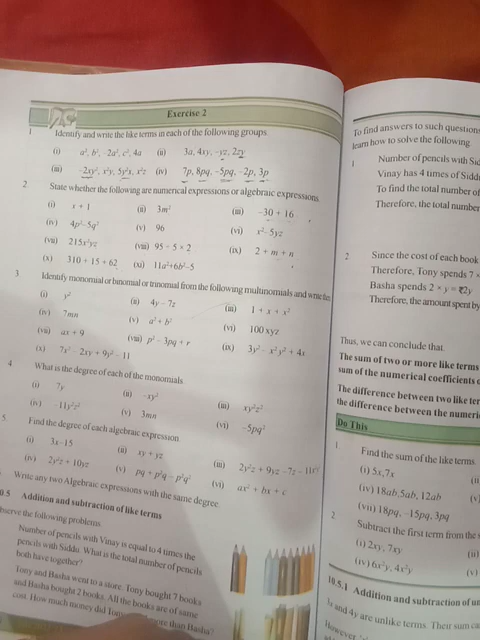 Exercise 2
1 Identify and write the like terms in each of the following groups.
(i) a², b², -2a², c², 4a (ii) 3a, 4xy, -yz, 2zy
(iii) -2xy², x²y, 5y²x, x²z (iv) 7p, 8pq, -5pq, -2p, 3p
2 State whether the following are numerical expressions or algebraic expressions.
(i) x + 1 (ii) 3m² (iii) -30 + 16
(iv) 4p² - 5q² (v) 96 (vi) x² - 5yz
(vii) 215x²yz (viii) 95 ÷ 5 × 2 (ix) 2 + m + n
(x) 310 + 15 + 62 (xi) 11a² + 6b² - 5
3 Identify monomial or binomial or trinomial from the following multinomials and write
(i) y² (ii) 4y - 7z (iii) 1 + x + x²
(iv) 7mn (v) a² + b² (vi) 100 xyz
(vii) ax + 9 (viii) p² - 3pq + r (ix) 3y² - x²y² + 4x
(x) 7x² - 2xy + 9y² - 11
4. What is the degree of each of the monomials.
(i) 7y (ii) -xy² (iii) xy²z²
(iv) -11y²z² (v) 3mn (vi) -5pq²
5. Find the degree of each algebraic expression
(i) 3x - 15 (ii) xy + yz (iii) 2y²z + 9yz - 7z -
(iv) 2y²z + 10yz (v) pq + p²q - p²q² (vi) ax² + bx + c
Write any two Algebraic expressions with the same degree.
0.5 Addition and subtraction of like terms
bserve the following problems.
Number of pencils with Vinay is equal to 4 times the
pencils with Siddu. What is the total number of pencils
both have together?
Tony and Basha went to a store. Tony bought 7 books
and Basha bought 2 books. All the books are of same
cost. How much money did Tony more than Basha?
To find answers to such questions
learn how to solve the following.
1 Number of pencils with Sid
Vinay has 4 times of Siddu
To find the total number of
Therefore, the total number
2 Since the cost of each book
Therefore, Tony spends 7 ×
Basha spends 2 × y = ₹2y
Therefore, the amount spent by
Thus, we can conclude that
The sum of two or more like terms
sum of the numerical coefficients o
The difference between two like ter
the difference between the numeri
Do This
1. Find the sum of the like terms.
(i) 5x, 7x (ii)
(iv) 18ab, 5ab, 12ab (v)
(vii) 18pq, -15pq, 3pq
2. Subtract the first term from the
(i) 2xy, 7xy (ii)
(iv) 6x²y, 4x²y (v)
10.5.1 Addition and subtraction of un
3x and 4y are unlike terms. Their sum ca
However